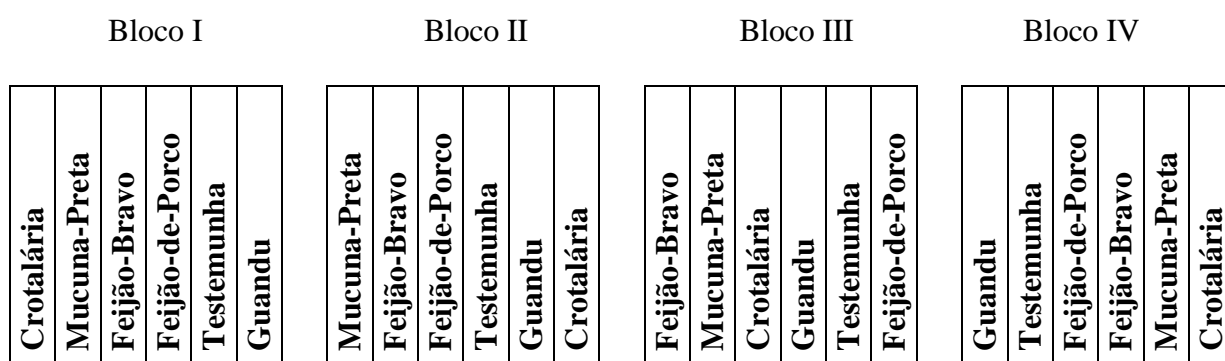 Bloco I
Crotalária
Mucuna-Preta
Feijão-Bravo
Feijão-de-Porco
Testemunha
Guandu
Bloco II
Mucuna-Preta
Feijão-Bravo
Feijão-de-Porco
Testemunha
Guandu
Crotalária
Bloco III
Feijão-Bravo
Mucuna-Preta
Crotalária
Guandu
Testemunha
Feijão-de-Porco
Bloco IV
Guandu
Testemunha
Feijão-de-Porco
Feijão-Bravo
Mucuna-Preta
Crotalária